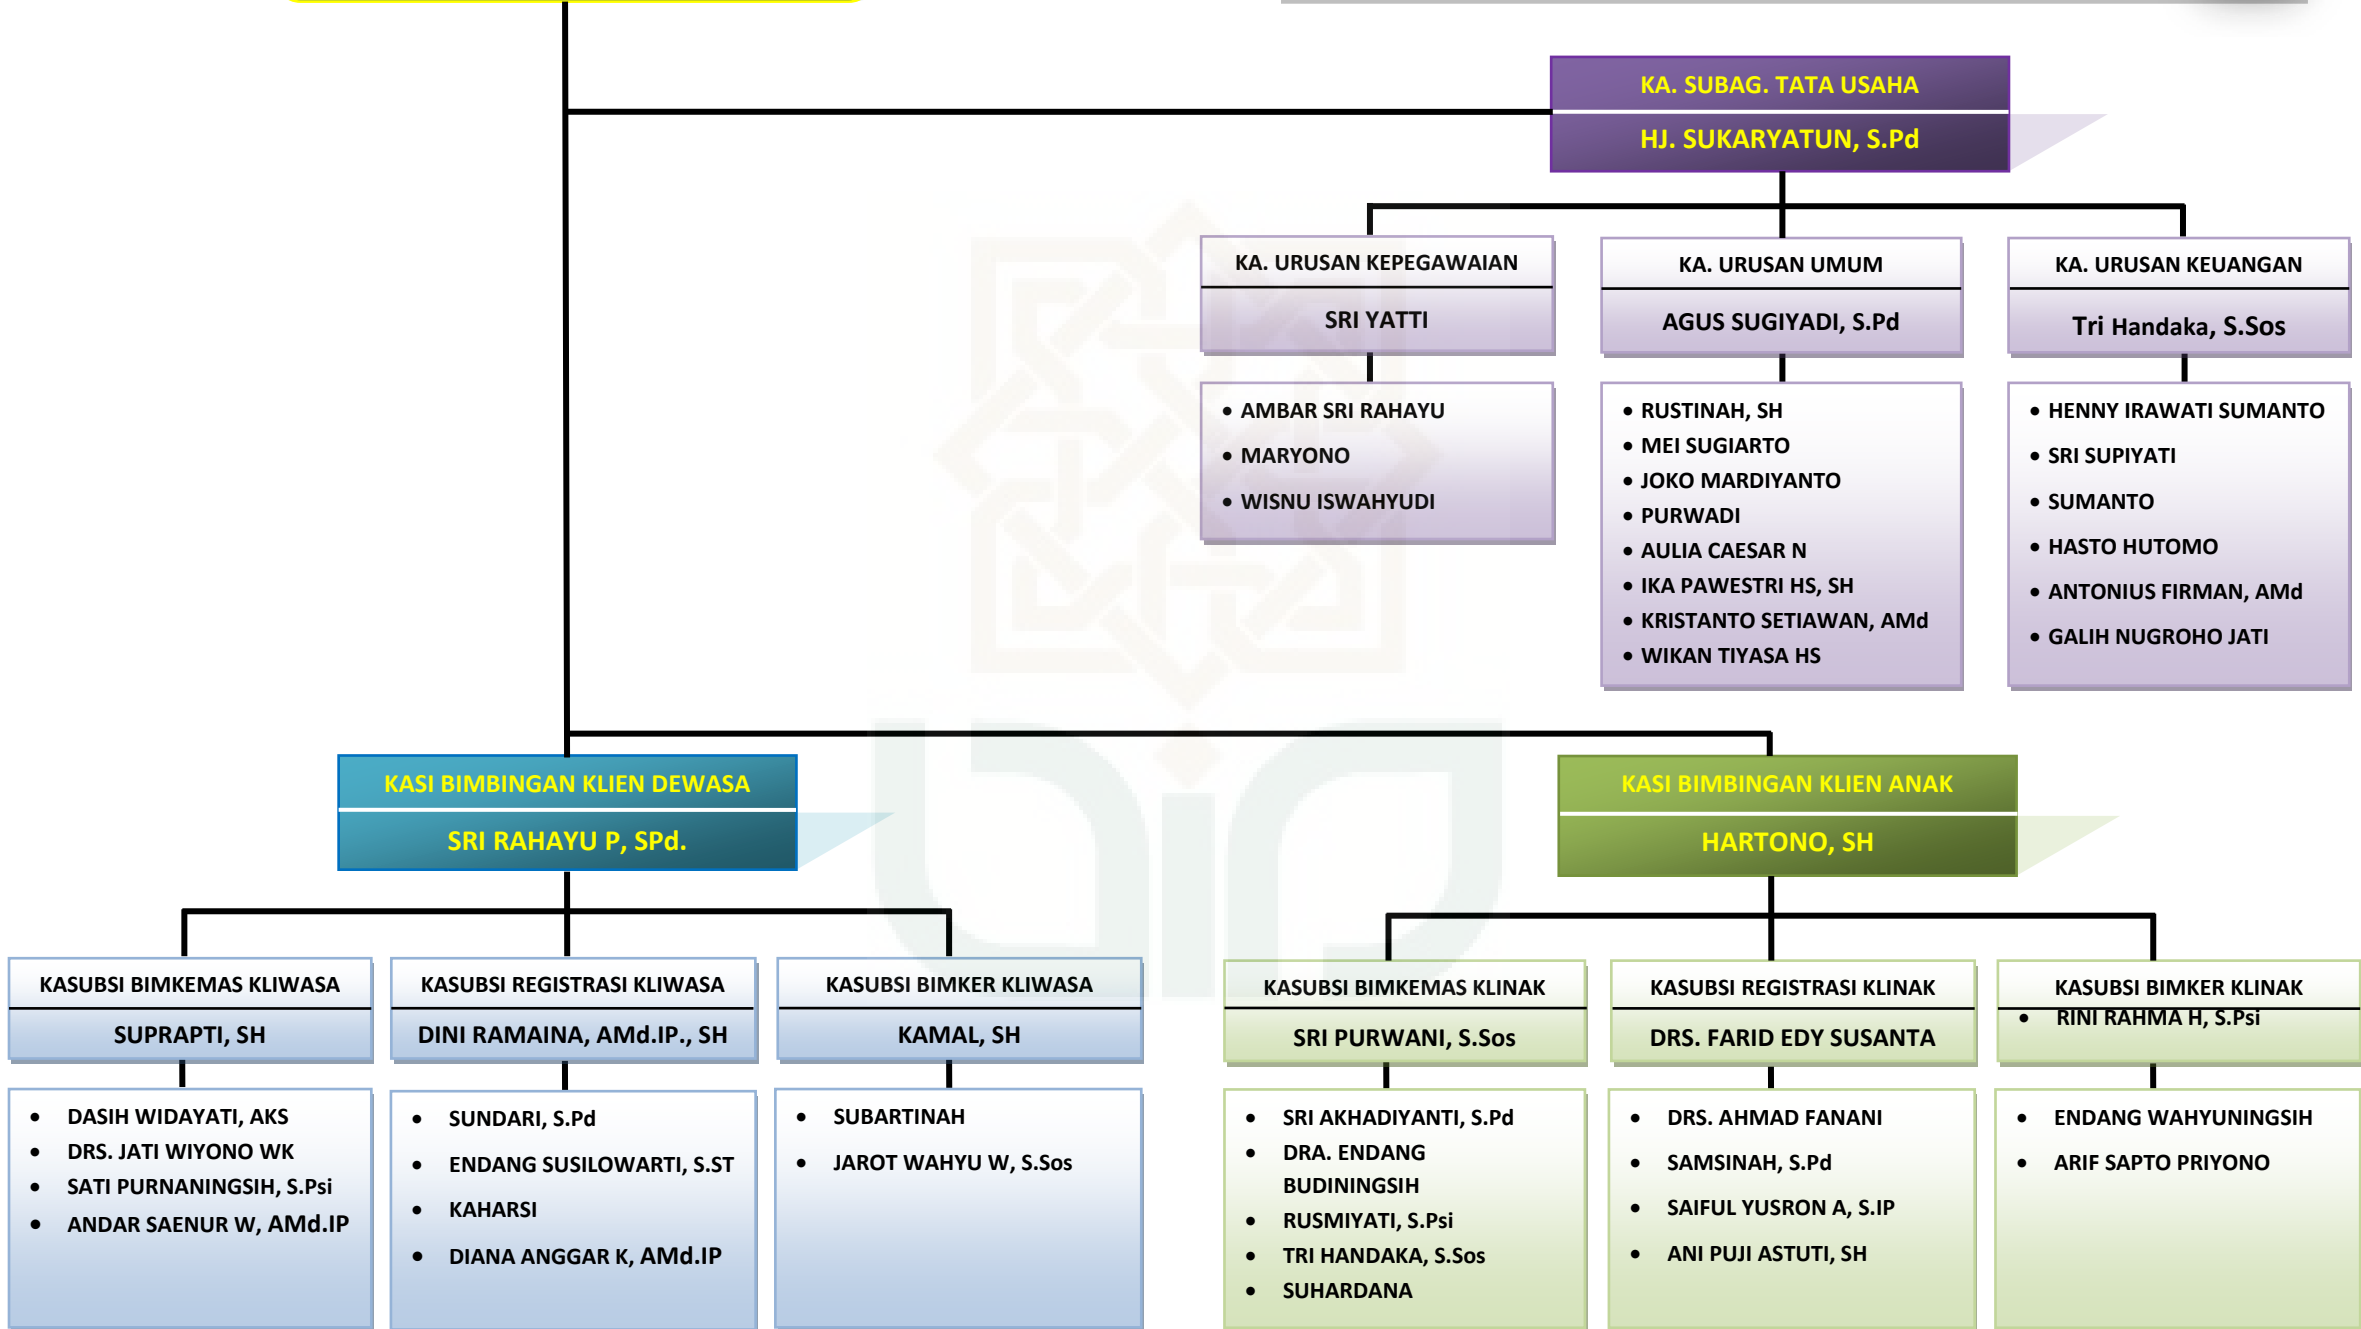 KA. SUBAG. TATA USAHA
HJ. SUKARYATUN, S.Pd
KA. URUSAN KEPEGAWAIAN
SRI YATTI
• AMBAR SRI RAHAYU
• MARYONO
• WISNU ISWAHYUDI
KA. URUSAN UMUM
AGUS SUGIYADI, S.Pd
• RUSTINAH, SH
• MEI SUGIARTO
• JOKO MARDIYANTO
• PURWADI
• AULIA CAESAR N
• IKA PAWESTRI HS, SH
• KRISTANTO SETIAWAN, AMd
• WIKAN TIYASA HS
KA. URUSAN KEUANGAN
Tri Handaka, S.Sos
• HENNY IRAWATI SUMANTO
• SRI SUPIYATI
• SUMANTO
• HASTO HUTOMO
• ANTONIUS FIRMAN, AMd
• GALIH NUGROHO JATI
KASI BIMBINGAN KLIEN DEWASA
SRI RAHAYU P, SPd.
KASI BIMBINGAN KLIEN ANAK
HARTONO, SH
KASUBSI BIMKEMAS KLIWASA
SUPRAPTI, SH
• DASIH WIDAYATI, AKS
• DRS. JATI WIYONO WK
• SATI PURNANINGSIH, S.Psi
• ANDAR SAENUR W, AMd.IP
KASUBSI REGISTRASI KLIWASA
DINI RAMAINA, AMd.IP., SH
• SUNDARI, S.Pd
• ENDANG SUSILOWARTI, S.ST
• KAHARSI
• DIANA ANGGAR K, AMd.IP
KASUBSI BIMKER KLIWASA
KAMAL, SH
• SUBARTINAH
• JAROT WAHYU W, S.Sos
KASUBSI BIMKEMAS KLINAK
SRI PURWANI, S.Sos
• SRI AKHADIYANTI, S.Pd
• DRA. ENDANG
BUDININGSIH
• RUSMIYATI, S.Psi
• TRI HANDAKA, S.Sos
• SUHARDANA
KASUBSI REGISTRASI KLINAK
DRS. FARID EDY SUSANTA
• DRS. AHMAD FANANI
• SAMSINAH, S.Pd
• SAIFUL YUSRON A, S.IP
• ANI PUJI ASTUTI, SH
KASUBSI BIMKER KLINAK
• RINI RAHMA H, S.Psi
• ENDANG WAHYUNINGSIH
• ARIF SAPTO PRIYONO